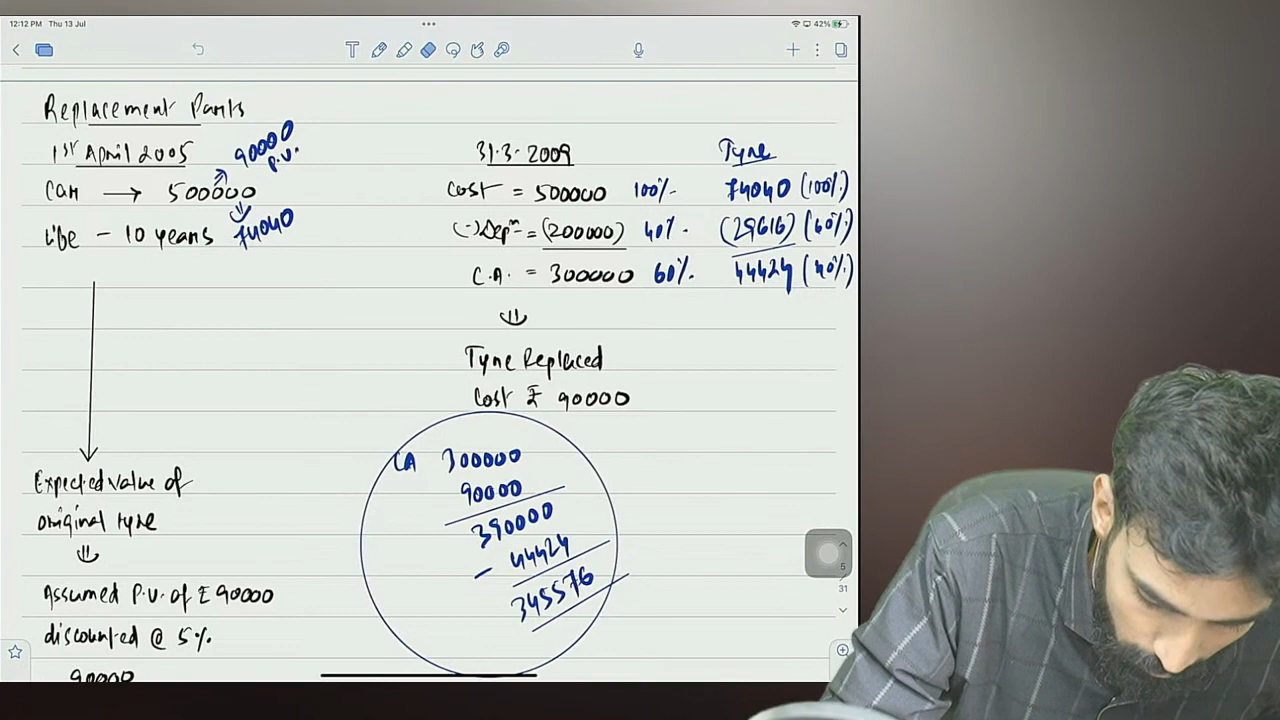 12:12 PM Thu 13 Jul
42%
Replacement Parts
1st April 2005
90000
P.V.
Car → 500000
Life - 10 years 74040
Expected value of
original tyre
Assumed P.V. of ₹ 90000
discounted @ 5%
90000
31.3.2009
Cost = 500000 100%
(-) Depn = (200000) 40%
C.A. = 300000 60%
Tyre
74040 (100%)
(29616) (60%)
44424 (40%)
Tyre Replaced
Cost ₹ 90000
CA 300000
90000
390000
- 44424
345576
5
31